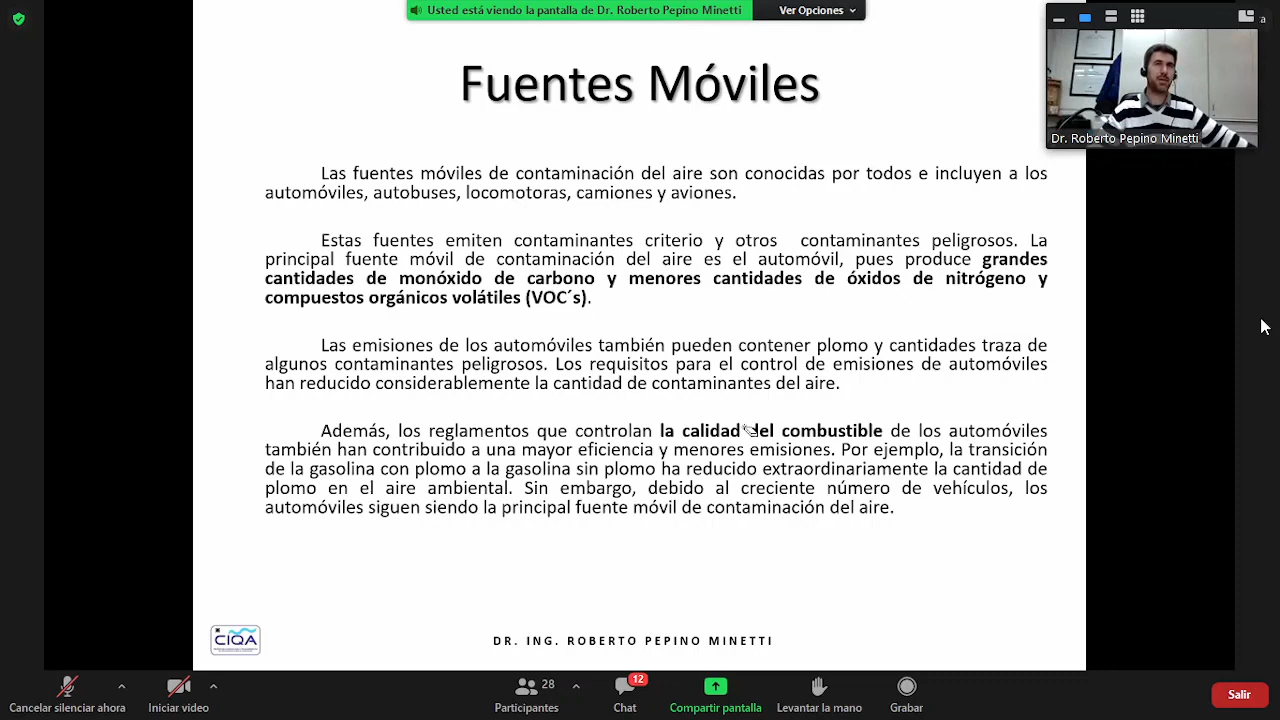 Usted está viendo la pantalla de Dr. Roberto Pepino Minetti
Ver Opciones
Dr. Roberto Pepino Minetti
Fuentes Móviles
Las fuentes móviles de contaminación del aire son conocidas por todos e incluyen a los
automóviles, autobuses, locomotoras, camiones y aviones.
Estas fuentes emiten contaminantes criterio y otros contaminantes peligrosos. La
principal fuente móvil de contaminación del aire es el automóvil, pues produce grandes
cantidades de monóxido de carbono y menores cantidades de óxidos de nitrógeno y
compuestos orgánicos volátiles (VOC´s).
Las emisiones de los automóviles también pueden contener plomo y cantidades traza de
algunos contaminantes peligrosos. Los requisitos para el control de emisiones de automóviles
han reducido considerablemente la cantidad de contaminantes del aire.
Además, los reglamentos que controlan la calidad del combustible de los automóviles
también han contribuido a una mayor eficiencia y menores emisiones. Por ejemplo, la transición
de la gasolina con plomo a la gasolina sin plomo ha reducido extraordinariamente la cantidad de
plomo en el aire ambiental. Sin embargo, debido al creciente número de vehículos, los
automóviles siguen siendo la principal fuente móvil de contaminación del aire.
CIQA
DR. ING. ROBERTO PEPINO MINETTI
28
12
Cancelar silenciar ahora
Iniciar video
Participantes
Chat
Compartir pantalla
Levantar la mano
Grabar
Salir